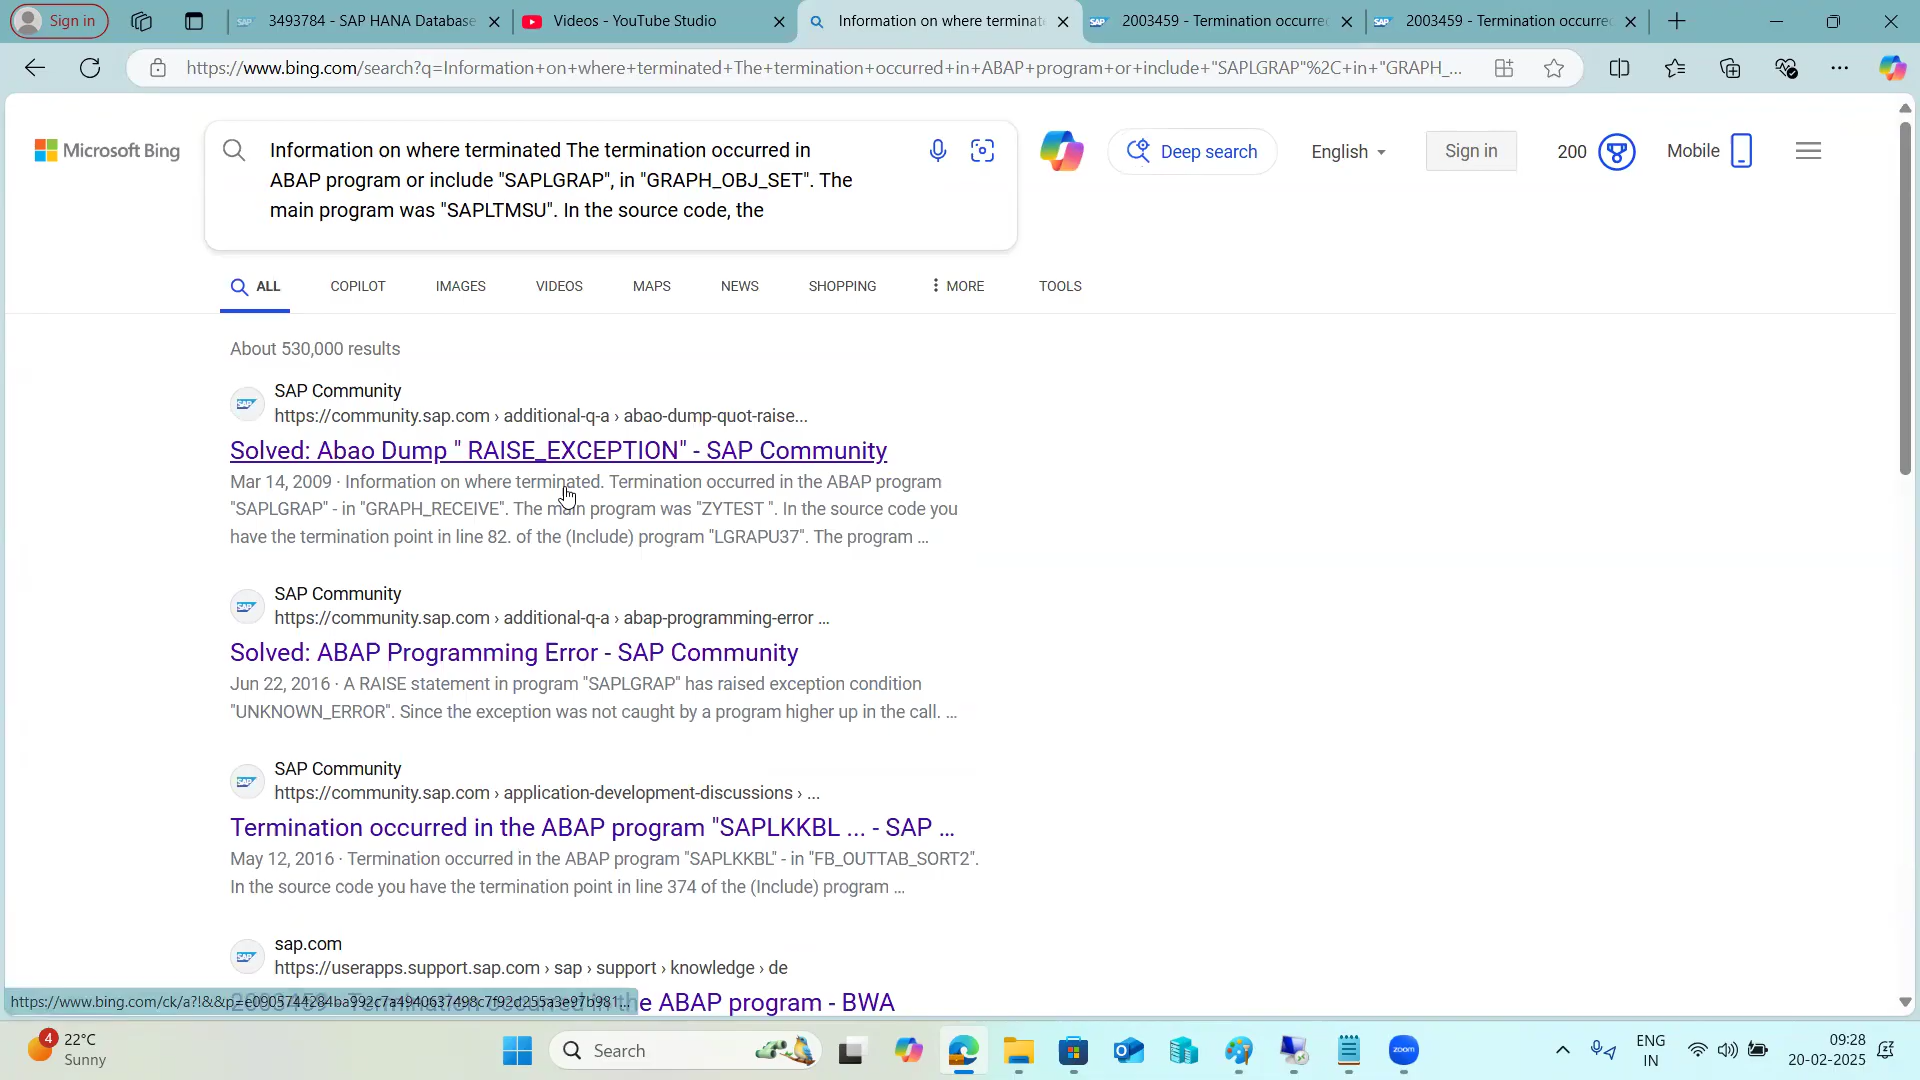 Sign in
3493784 - SAP HANA Database
Videos - YouTube Studio
Information on where terminat
2003459 - Termination occurre
2003459 - Termination occurre
https://www.bing.com/search?q=Information+on+where+terminated+The+termination+occurred+in+ABAP+program+or+include+"SAPLGRAP"%2C+in+"GRAPH_...
Microsoft Bing
Information on where terminated The termination occurred in
ABAP program or include "SAPLGRAP", in "GRAPH_OBJ_SET". The
main program was "SAPLTMSU". In the source code, the
Deep search
English
Sign in
200
Mobile
ALL
COPILOT
IMAGES
VIDEOS
MAPS
NEWS
SHOPPING
MORE
TOOLS
About 530,000 results
SAP Community
https://community.sap.com › additional-q-a › abao-dump-quot-raise...
Solved: Abao Dump " RAISE_EXCEPTION" - SAP Community
Mar 14, 2009 · Information on where terminated. Termination occurred in the ABAP program
"SAPLGRAP" - in "GRAPH_RECEIVE". The main program was "ZYTEST ". In the source code you
have the termination point in line 82. of the (Include) program "LGRAPU37". The program ...
SAP Community
https://community.sap.com › additional-q-a › abap-programming-error ...
Solved: ABAP Programming Error - SAP Community
Jun 22, 2016 · A RAISE statement in program "SAPLGRAP" has raised exception condition
"UNKNOWN_ERROR". Since the exception was not caught by a program higher up in the call. ...
SAP Community
https://community.sap.com › application-development-discussions › ...
Termination occurred in the ABAP program "SAPLKKBL ... - SAP ...
May 12, 2016 · Termination occurred in the ABAP program "SAPLKKBL" - in "FB_OUTTAB_SORT2".
In the source code you have the termination point in line 374 of the (Include) program ...
sap.com
https://userapps.support.sap.com › sap › support › knowledge › de
2003459 - Termination occurred in the ABAP program - BWA
4
22°C
Sunny
Search
zoom
ENG
IN
09:28
20-02-2025